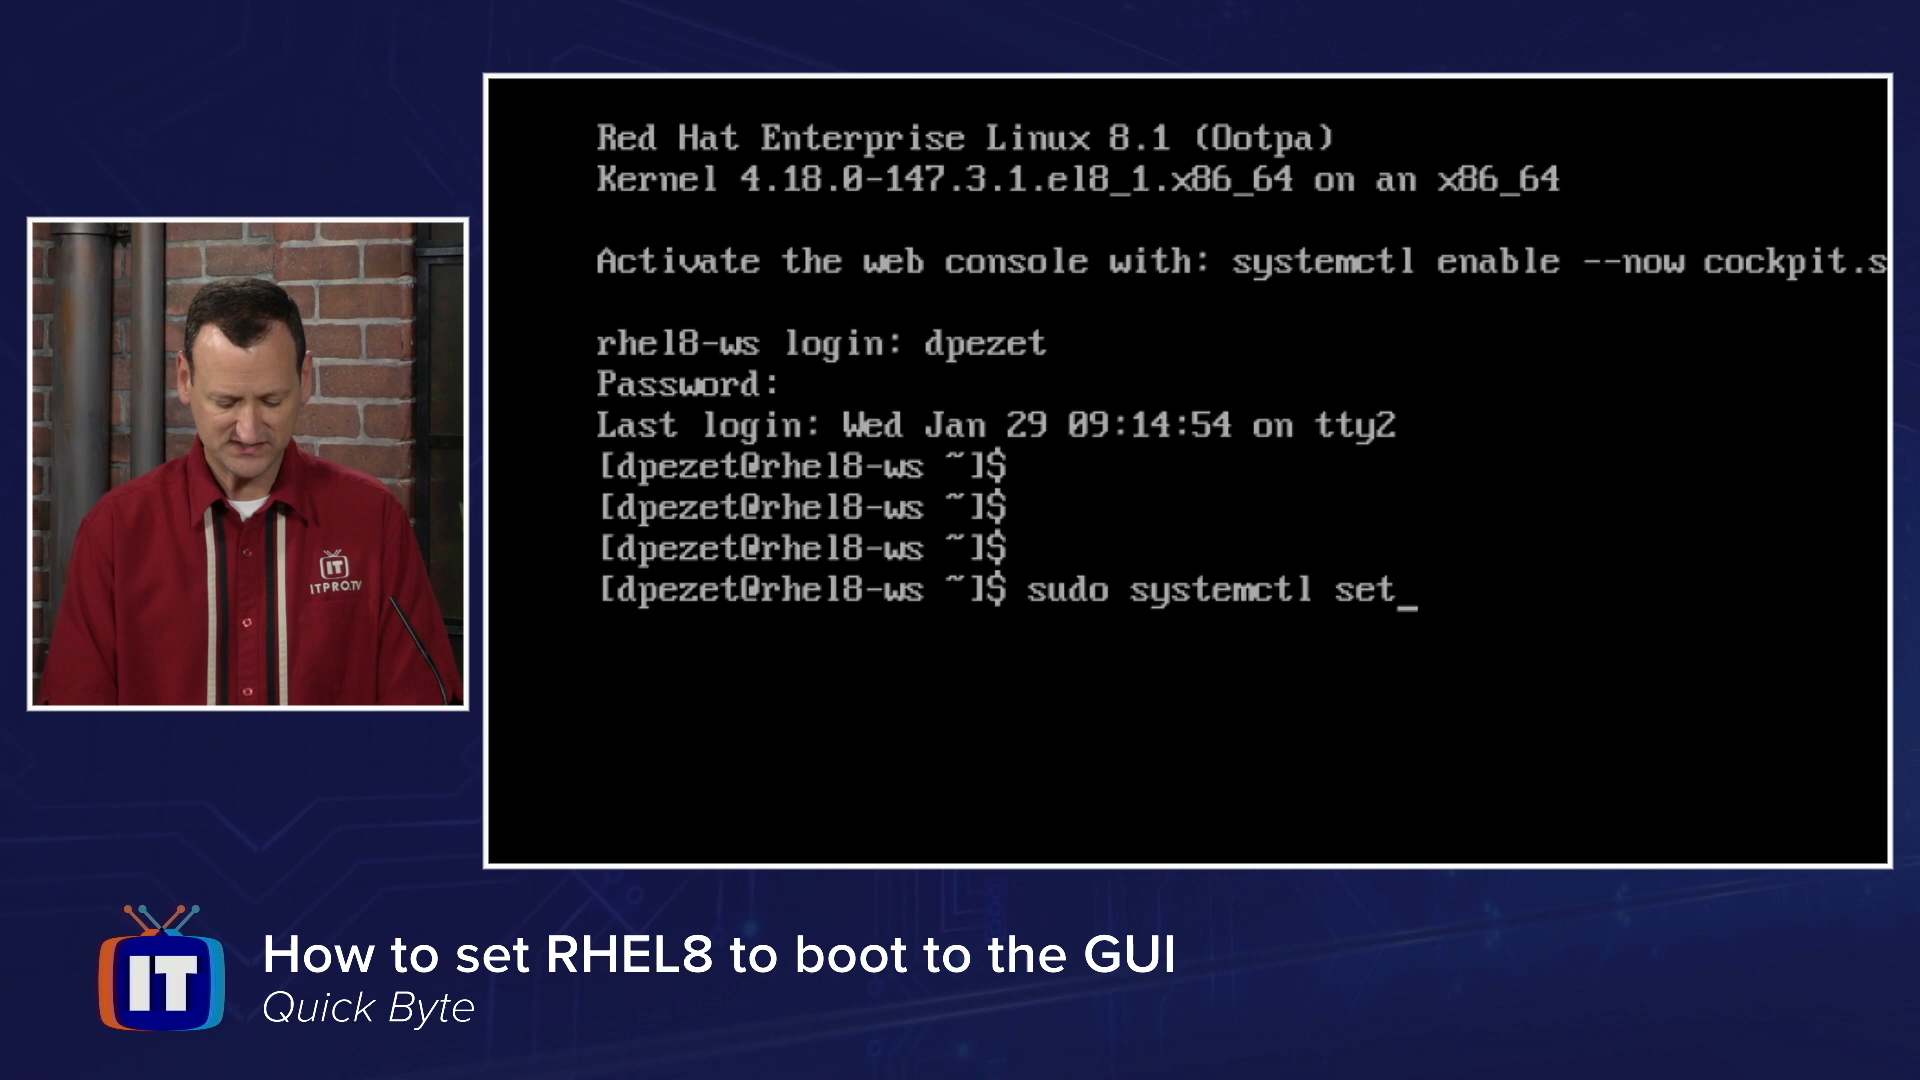 Red Hat Enterprise Linux 8.1 (Ootpa)
Kernel 4.18.0-147.3.1.el8_1.x86_64 on an x86_64
Activate the web console with: systemctl enable --now cockpit.s
rhel8-ws login: dpezet
Password:
Last login: Wed Jan 29 09:14:54 on tty2
[dpezet@rhel8-ws ~]$
[dpezet@rhel8-ws ~]$
[dpezet@rhel8-ws ~]$
[dpezet@rhel8-ws ~]$ sudo systemctl set_
IT
ITPRO.TV
IT
How to set RHEL8 to boot to the GUI
Quick Byte